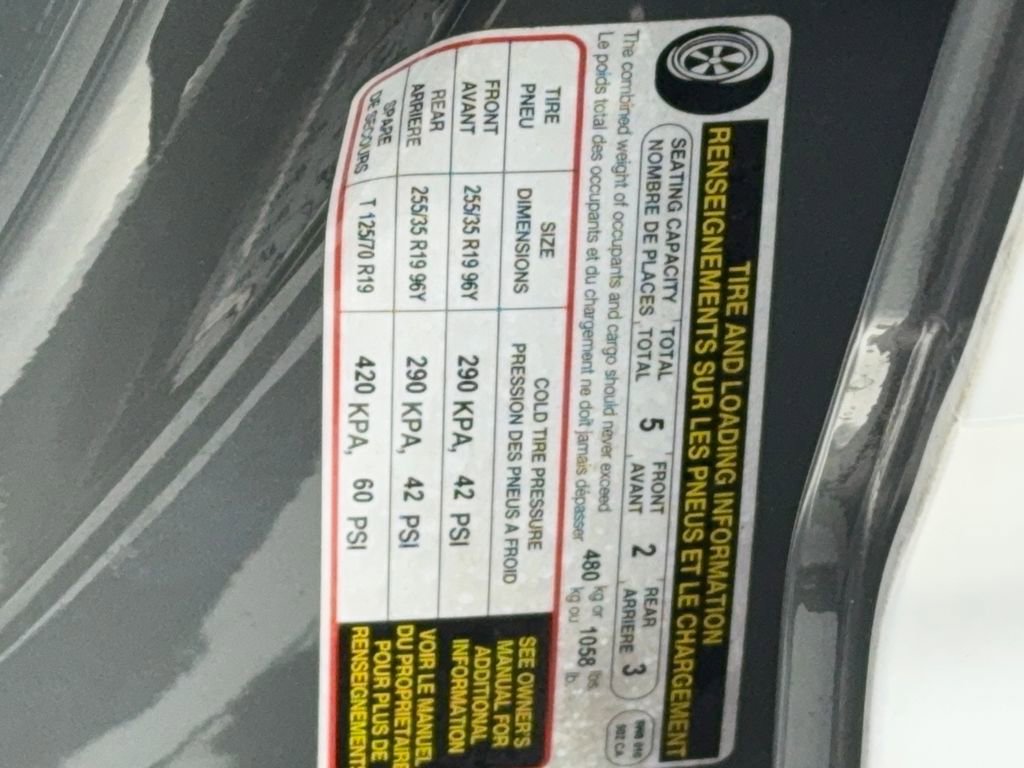 TIRE AND LOADING INFORMATION
RENSEIGNEMENTS SUR LES PNEUS ET LE CHARGEMENT
SEATING CAPACITY TOTAL 5 FRONT 2 REAR 3
NOMBRE DE PLACES TOTAL AVANT ARRIERE
The combined weight of occupants and cargo should never exceed 480 kg or 1058 lbs
Le poids total des occupants et du chargement ne doit jamais dépasser kg ou lb
TIRE SIZE COLD TIRE PRESSURE
PNEU DIMENSIONS PRESSION DES PNEUS A FROID
FRONT 255/35 R19 96Y 290 KPA, 42 PSI
AVANT
REAR 255/35 R19 96Y 290 KPA, 42 PSI
ARRIERE
SPARE T 125/70 R19 420 KPA, 60 PSI
DE SECOURS
SEE OWNER'S
MANUAL FOR
ADDITIONAL
INFORMATION
VOIR LE MANUEL
DU PROPRIETAIRE
POUR PLUS DE
RENSEIGNEMENTS